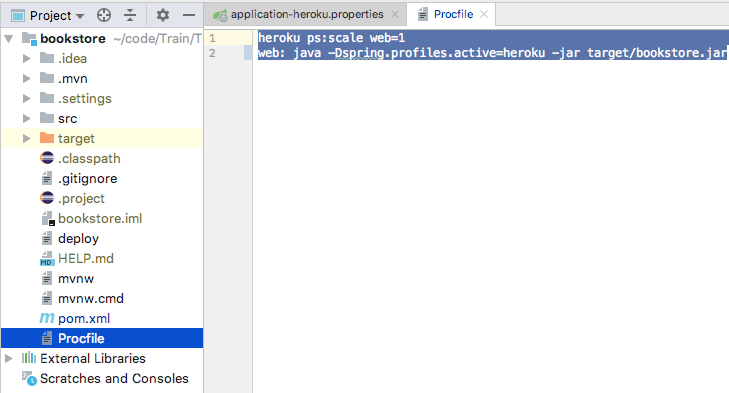 Project
application-heroku.properties
Procfile
bookstore ~/code/Train/T
.idea
.mvn
.settings
src
target
.classpath
.gitignore
.project
bookstore.iml
deploy
HELP.md
mvnw
mvnw.cmd
pom.xml
Procfile
External Libraries
Scratches and Consoles
1 heroku ps:scale web=1
2 web: java -Dspring.profiles.active=heroku -jar target/bookstore.jar